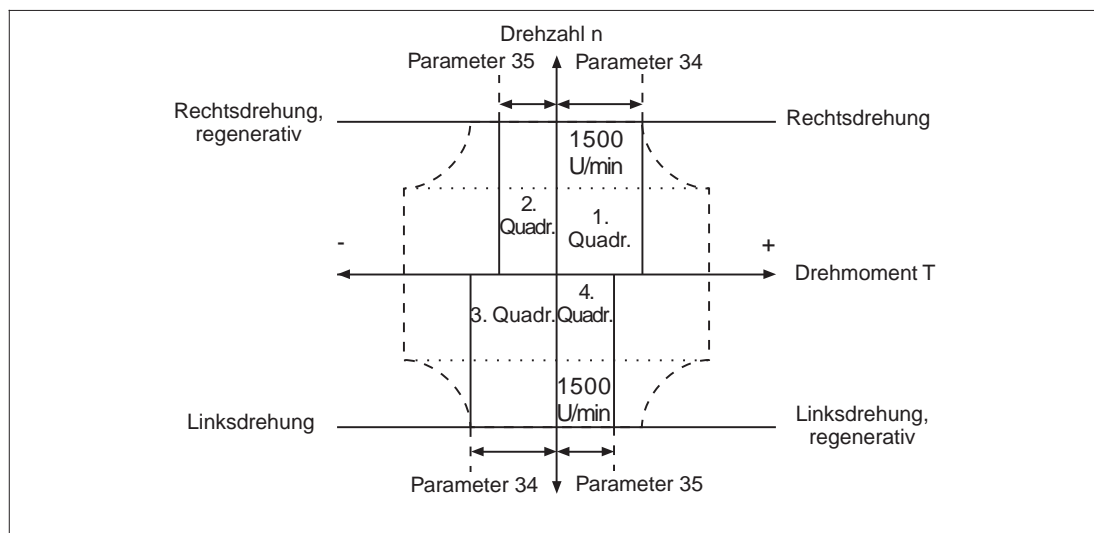 Drehzahl n
Parameter 35
Parameter 34
Rechtsdrehung,
regenerativ
Rechtsdrehung
1500
U/min
2.
Quadr.
1.
Quadr.
-
+
Drehmoment T
3. Quadr.
4.
Quadr.
1500
U/min
Linksdrehung
Linksdrehung,
regenerativ
Parameter 34
Parameter 35